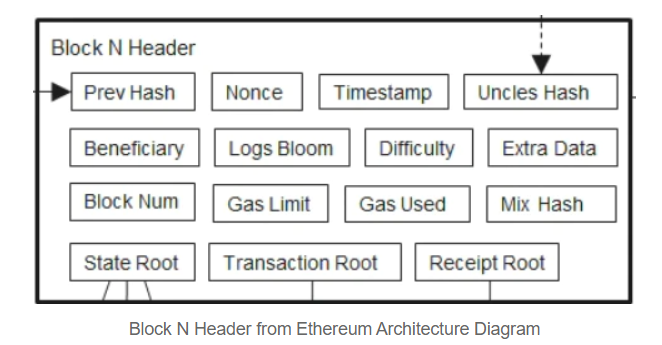 Block N Header
Prev Hash Nonce Timestamp Uncles Hash
Beneficiary Logs Bloom Difficulty Extra Data
Block Num Gas Limit Gas Used Mix Hash
State Root Transaction Root Receipt Root
Block N Header from Ethereum Architecture Diagram